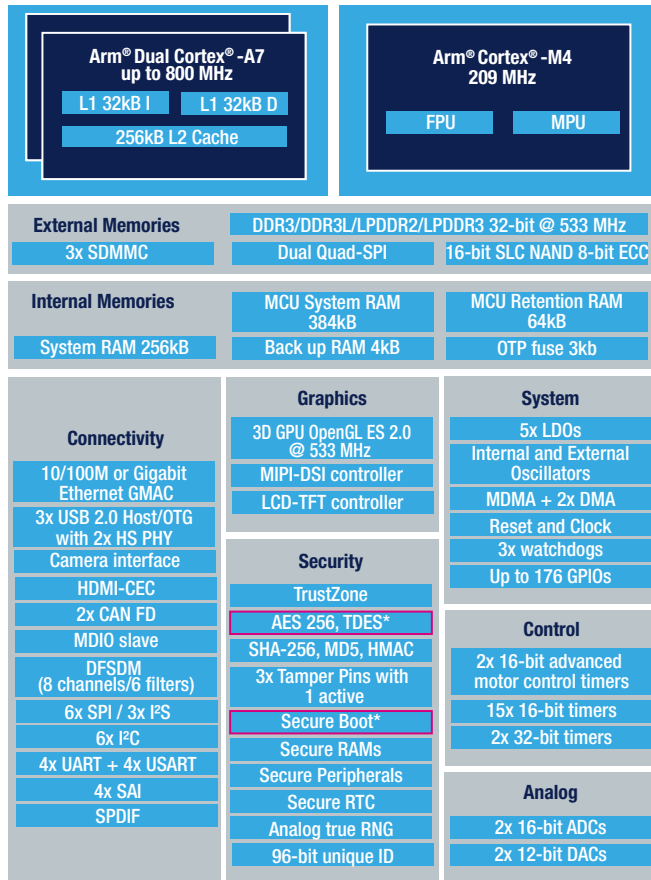 Arm® Dual Cortex® -A7
up to 800 MHz
L1 32kB I
L1 32kB D
256kB L2 Cache
Arm® Cortex® -M4
209 MHz
FPU
MPU
External Memories
DDR3/DDR3L/LPDDR2/LPDDR3 32-bit @ 533 MHz
3x SDMMC
Dual Quad-SPI
16-bit SLC NAND 8-bit ECC
Internal Memories
MCU System RAM
384kB
MCU Retention RAM
64kB
System RAM 256kB
Back up RAM 4kB
OTP fuse 3kb
Connectivity
10/100M or Gigabit
Ethernet GMAC
3x USB 2.0 Host/OTG
with 2x HS PHY
Camera interface
HDMI-CEC
2x CAN FD
MDIO slave
DFSDM
(8 channels/6 filters)
6x SPI / 3x I²S
6x I²C
4x UART + 4x USART
4x SAI
SPDIF
Graphics
3D GPU OpenGL ES 2.0
@ 533 MHz
MIPI-DSI controller
LCD-TFT controller
Security
TrustZone
AES 256, TDES*
SHA-256, MD5, HMAC
3x Tamper Pins with
1 active
Secure Boot*
Secure RAMs
Secure Peripherals
Secure RTC
Analog true RNG
96-bit unique ID
System
5x LDOs
Internal and External
Oscillators
MDMA + 2x DMA
Reset and Clock
3x watchdogs
Up to 176 GPIOs
Control
2x 16-bit advanced
motor control timers
15x 16-bit timers
2x 32-bit timers
Analog
2x 16-bit ADCs
2x 12-bit DACs